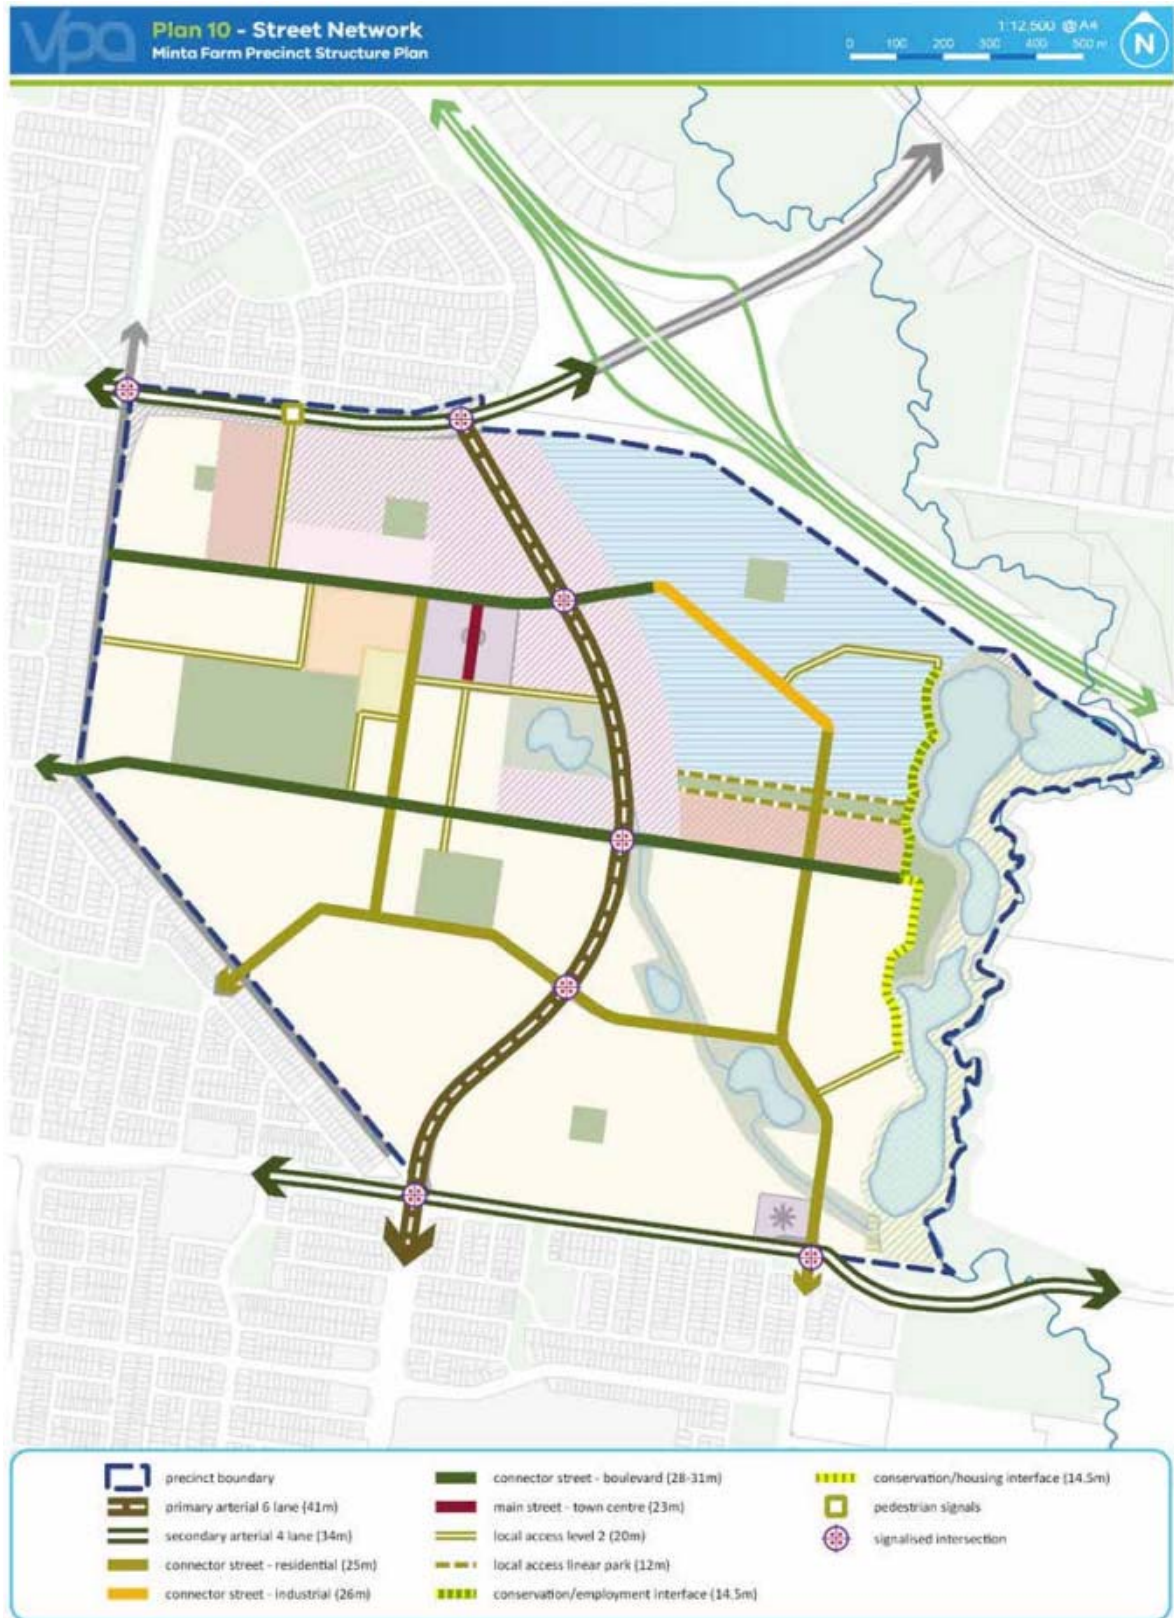 vpa
Plan 10 - Street Network
Minta Farm Precinct Structure Plan
1:12,500 @ A4
0 100 200 300 400 500 m
N
precinct boundary
primary arterial 6 lane (41m)
secondary arterial 4 lane (34m)
connector street - residential (25m)
connector street - industrial (26m)
connector street - boulevard (28-31m)
main street - town centre (23m)
local access level 2 (20m)
local access linear park (12m)
conservation/employment interface (14.5m)
conservation/housing interface (14.5m)
pedestrian signals
signalised intersection